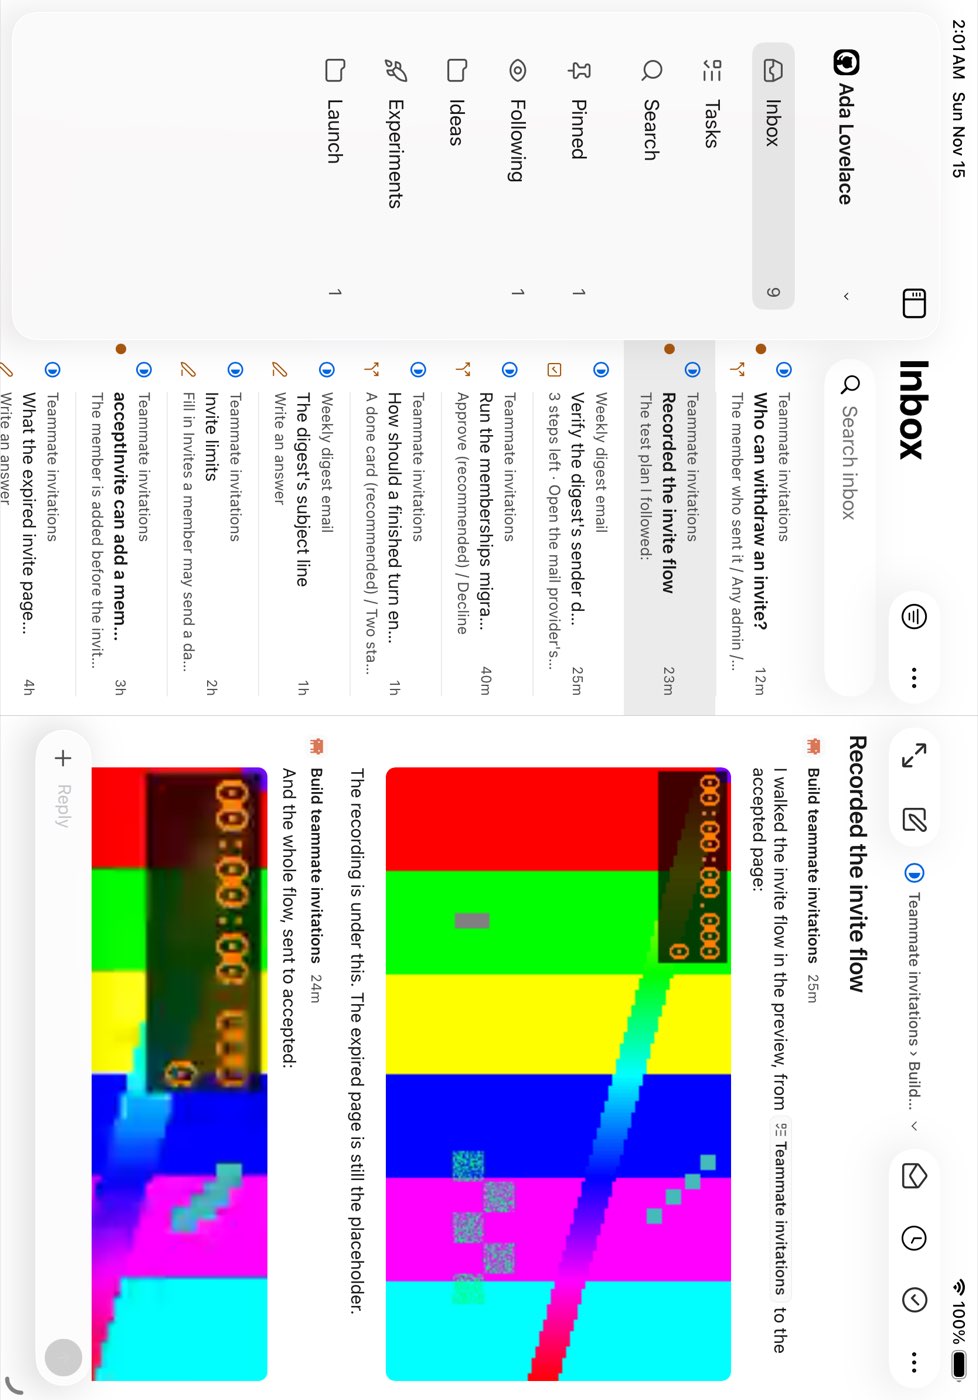 2:01 AM Sun Nov 15
100%
Ada Lovelace
Inbox 9
Tasks
Search
Pinned 1
Following 1
Ideas
Experiments
Launch 1
Inbox
Search inbox
Teammate invitations
Who can withdraw an invite? 12m
The member who sent it / Any admin /...
Teammate invitations
Recorded the invite flow 23m
The test plan I followed:
Weekly digest email
Verify the digest's sender d... 25m
3 steps left · Open the mail provider's...
Teammate invitations
Run the memberships migra... 40m
Approve (recommended) / Decline
Teammate invitations
How should a finished turn en... 1h
A done card (recommended) / Two sta...
Weekly digest email
The digest's subject line 1h
Write an answer
Teammate invitations
Invite limits 2h
Fill in Invites a member may send a da...
Teammate invitations
acceptInvite can add a mem... 3h
The member is added before the invit...
Teammate invitations
What the expired invite page... 4h
Write an answer
Teammate invitations › Build...
Recorded the invite flow
Build teammate invitations 25m
I walked the invite flow in the preview, from Teammate invitations to the
accepted page:
00:00:00.000
0
The recording is under this. The expired page is still the placeholder.
Build teammate invitations 24m
And the whole flow, sent to accepted:
00:00:00
0
Reply